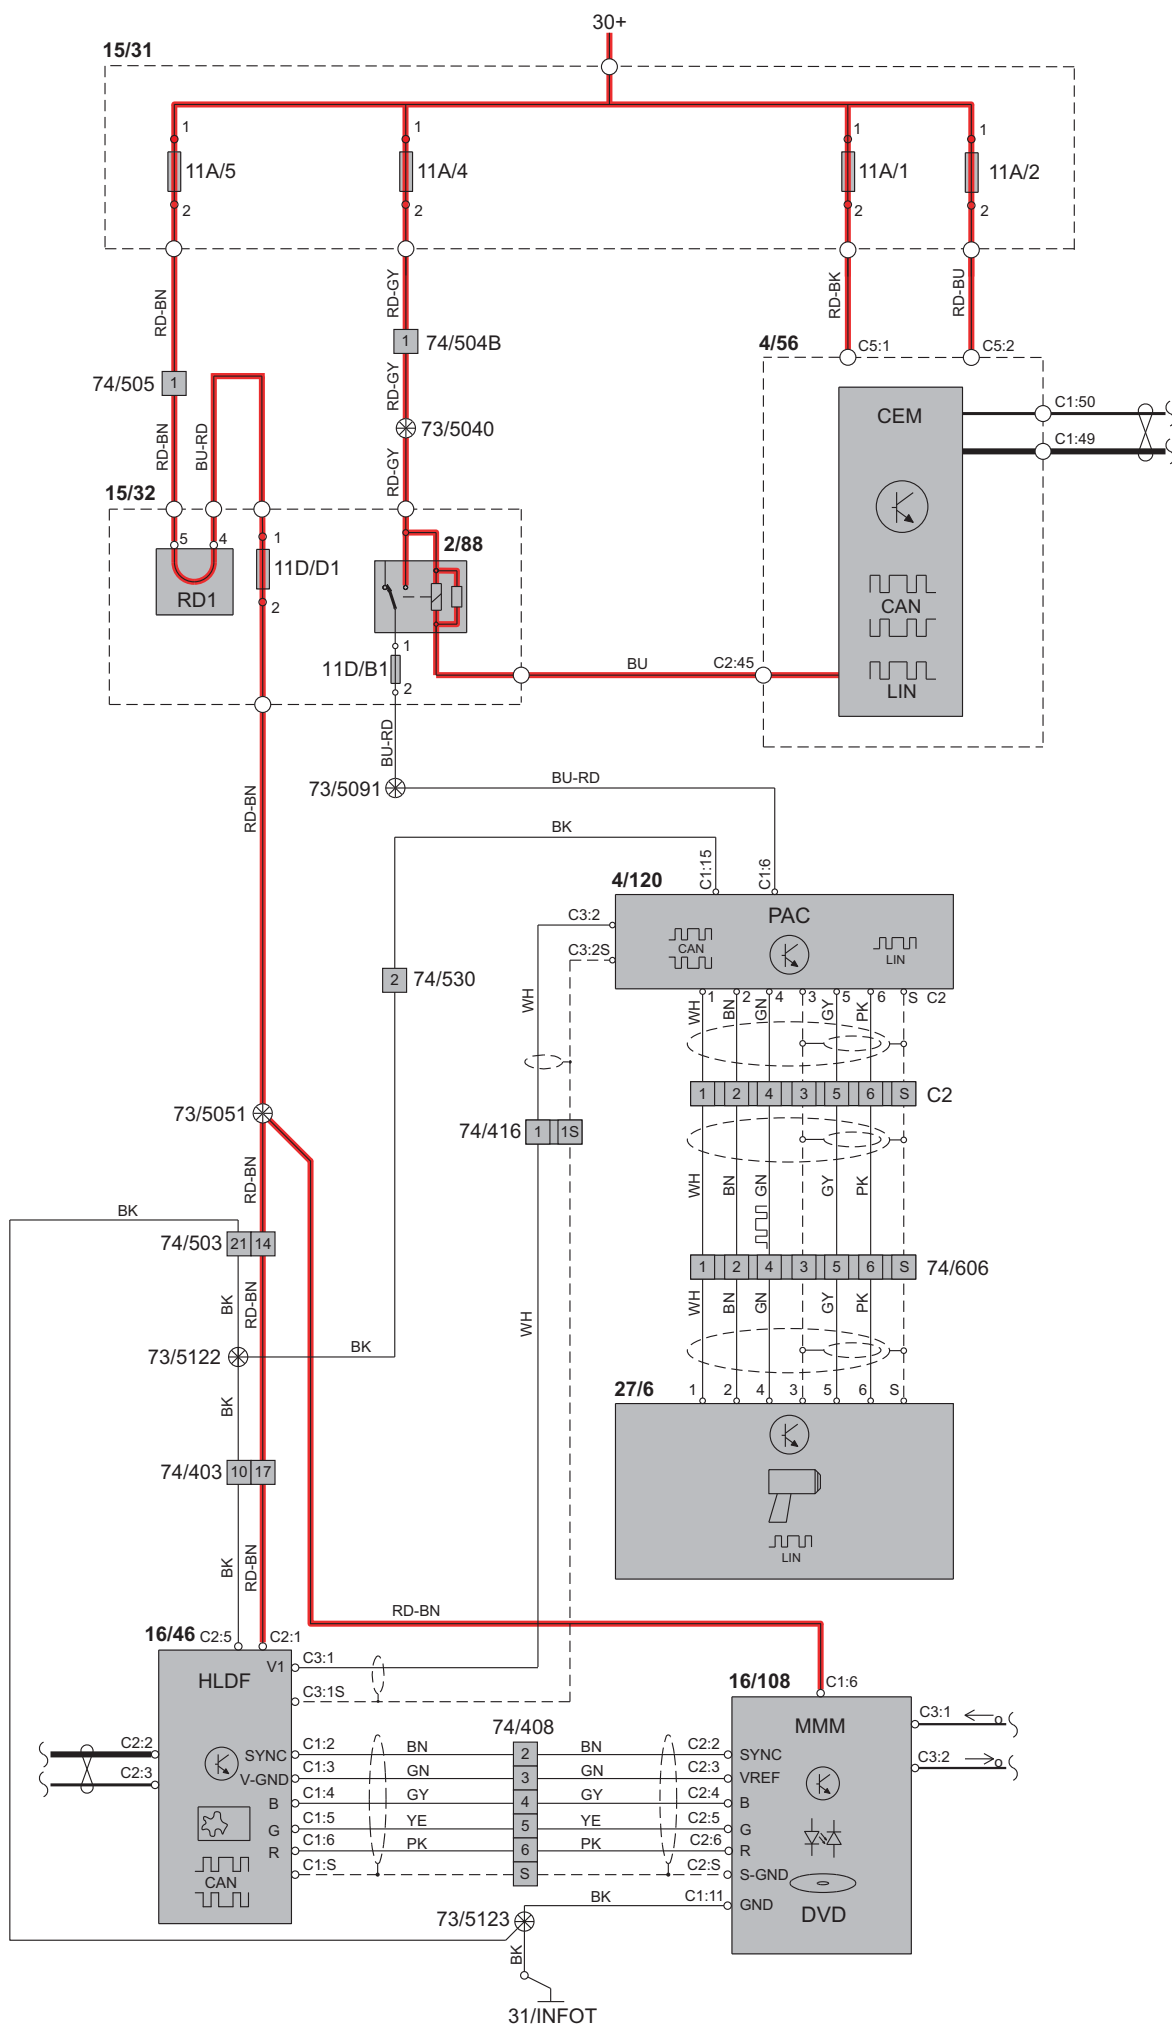 30+
15/31
1 1 1 1
11A/5 11A/4 11A/1 11A/2
2 2 2 2
RD-BN RD-GY RD-BK RD-BU
1 74/504B
4/56 C5:1 C5:2
74/505 1
RD-GY
CEM
C1:50
C1:49
73/5040
RD-BN BU-RD RD-GY
15/32
5 4 1
2/88
11D/D1
RD1
2
CAN
LIN
1
11D/B1
2
BU C2:45
BU-RD
73/5091 BU-RD
RD-BN
BK
C1:15 C1:6
4/120
PAC
C3:2
CAN
LIN
C3:2S
2 74/530
WH
1 2 4 3 5 6 S C2
WH BN GN GY PK
1 2 4 3 5 6 S C2
73/5051
74/416 1 1S
RD-BN
WH BN GN GY PK
BK
74/503 21 14
1 2 4 3 5 6 S 74/606
BK RD-BN
WH
WH BN GN GY PK
73/5122 BK
27/6 1 2 4 3 5 6 S
BK
74/403 10 17
LIN
BK RD-BN
RD-BN
16/46 C2:5 C2:1
V1 C3:1
HLDF
C3:1S
16/108 C1:6
MMM
C3:1
C3:2
74/408
C2:2 SYNC C1:2 BN 2 BN C2:2 SYNC
C2:3 V-GND C1:3 GN 3 GN C2:3 VREF
B C1:4 GY 4 GY C2:4 B
G C1:5 YE 5 YE C2:5 G
R C1:6 PK 6 PK C2:6 R
CAN C1:S S C2:S S-GND
BK C1:11 GND
DVD
73/5123
BK
31/INFOT